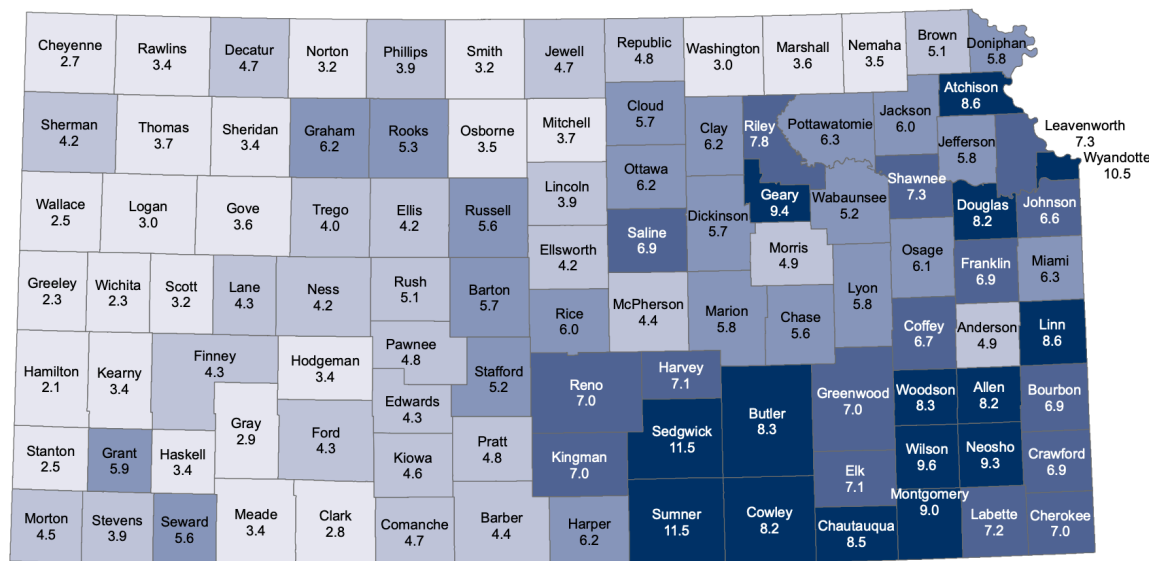 Cheyenne
2.7
Rawlins
3.4
Decatur
4.7
Norton
3.2
Phillips
3.9
Smith
3.2
Jewell
4.7
Republic
4.8
Washington
3.0
Marshall
3.6
Nemaha
3.5
Brown
5.1
Doniphan
5.8
Atchison
8.6
Sherman
4.2
Thomas
3.7
Sheridan
3.4
Graham
6.2
Rooks
5.3
Osborne
3.5
Mitchell
3.7
Cloud
5.7
Clay
6.2
Riley
7.8
Pottawatomie
6.3
Jackson
6.0
Jefferson
5.8
Leavenworth
7.3
Wyandotte
10.5
Wallace
2.5
Logan
3.0
Gove
3.6
Trego
4.0
Ellis
4.2
Russell
5.6
Lincoln
3.9
Ottawa
6.2
Saline
6.9
Dickinson
5.7
Geary
9.4
Wabaunsee
5.2
Shawnee
7.3
Douglas
8.2
Johnson
6.6
Ellsworth
4.2
Morris
4.9
Osage
6.1
Franklin
6.9
Miami
6.3
Greeley
2.3
Wichita
2.3
Scott
3.2
Lane
4.3
Ness
4.2
Rush
5.1
Barton
5.7
Rice
6.0
McPherson
4.4
Marion
5.8
Chase
5.6
Lyon
5.8
Coffey
6.7
Anderson
4.9
Linn
8.6
Hamilton
2.1
Kearny
3.4
Finney
4.3
Hodgeman
3.4
Pawnee
4.8
Stafford
5.2
Reno
7.0
Harvey
7.1
Butler
8.3
Greenwood
7.0
Woodson
8.3
Allen
8.2
Bourbon
6.9
Gray
2.9
Ford
4.3
Edwards
4.3
Sedgwick
11.5
Stanton
2.5
Grant
5.9
Haskell
3.4
Kiowa
4.6
Pratt
4.8
Kingman
7.0
Elk
7.1
Wilson
9.6
Neosho
9.3
Crawford
6.9
Morton
4.5
Stevens
3.9
Seward
5.6
Meade
3.4
Clark
2.8
Comanche
4.7
Barber
4.4
Harper
6.2
Sumner
11.5
Cowley
8.2
Chautauqua
8.5
Montgomery
9.0
Labette
7.2
Cherokee
7.0